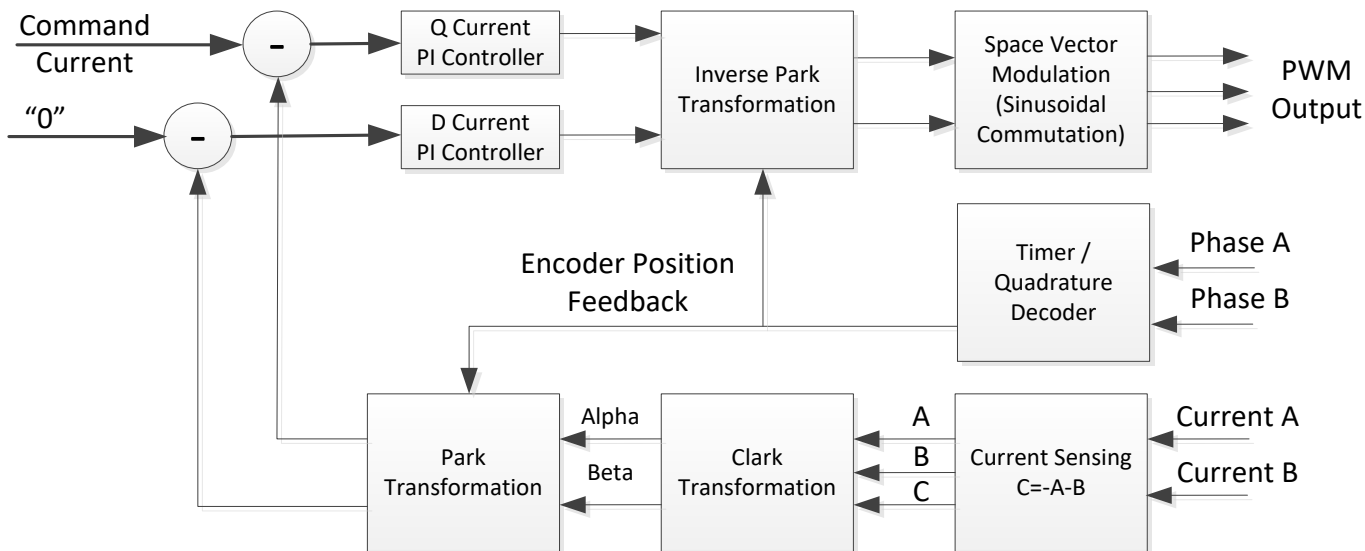 Command
Current
-
Q Current
PI Controller
Inverse Park
Transformation
Space Vector
Modulation
(Sinusoidal
Commutation)
PWM
Output
“0”
-
D Current
PI Controller
Encoder Position
Feedback
Timer /
Quadrature
Decoder
Phase A
Phase B
Park
Transformation
Alpha
Beta
Clark
Transformation
A
B
C
Current Sensing
C=-A-B
Current A
Current B